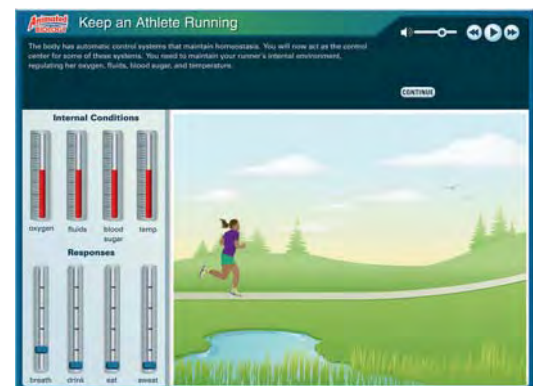 Animated
BIOLOGY
Keep an Athlete Running
The body has automatic control systems that maintain homeostasis. You will now act as the control
center for some of these systems. You need to maintain your runner's internal environment,
regulating her oxygen, fluids, blood sugar, and temperature.
CONTINUE
Internal Conditions
oxygen fluids blood sugar temp
Responses
breath drink eat sweat